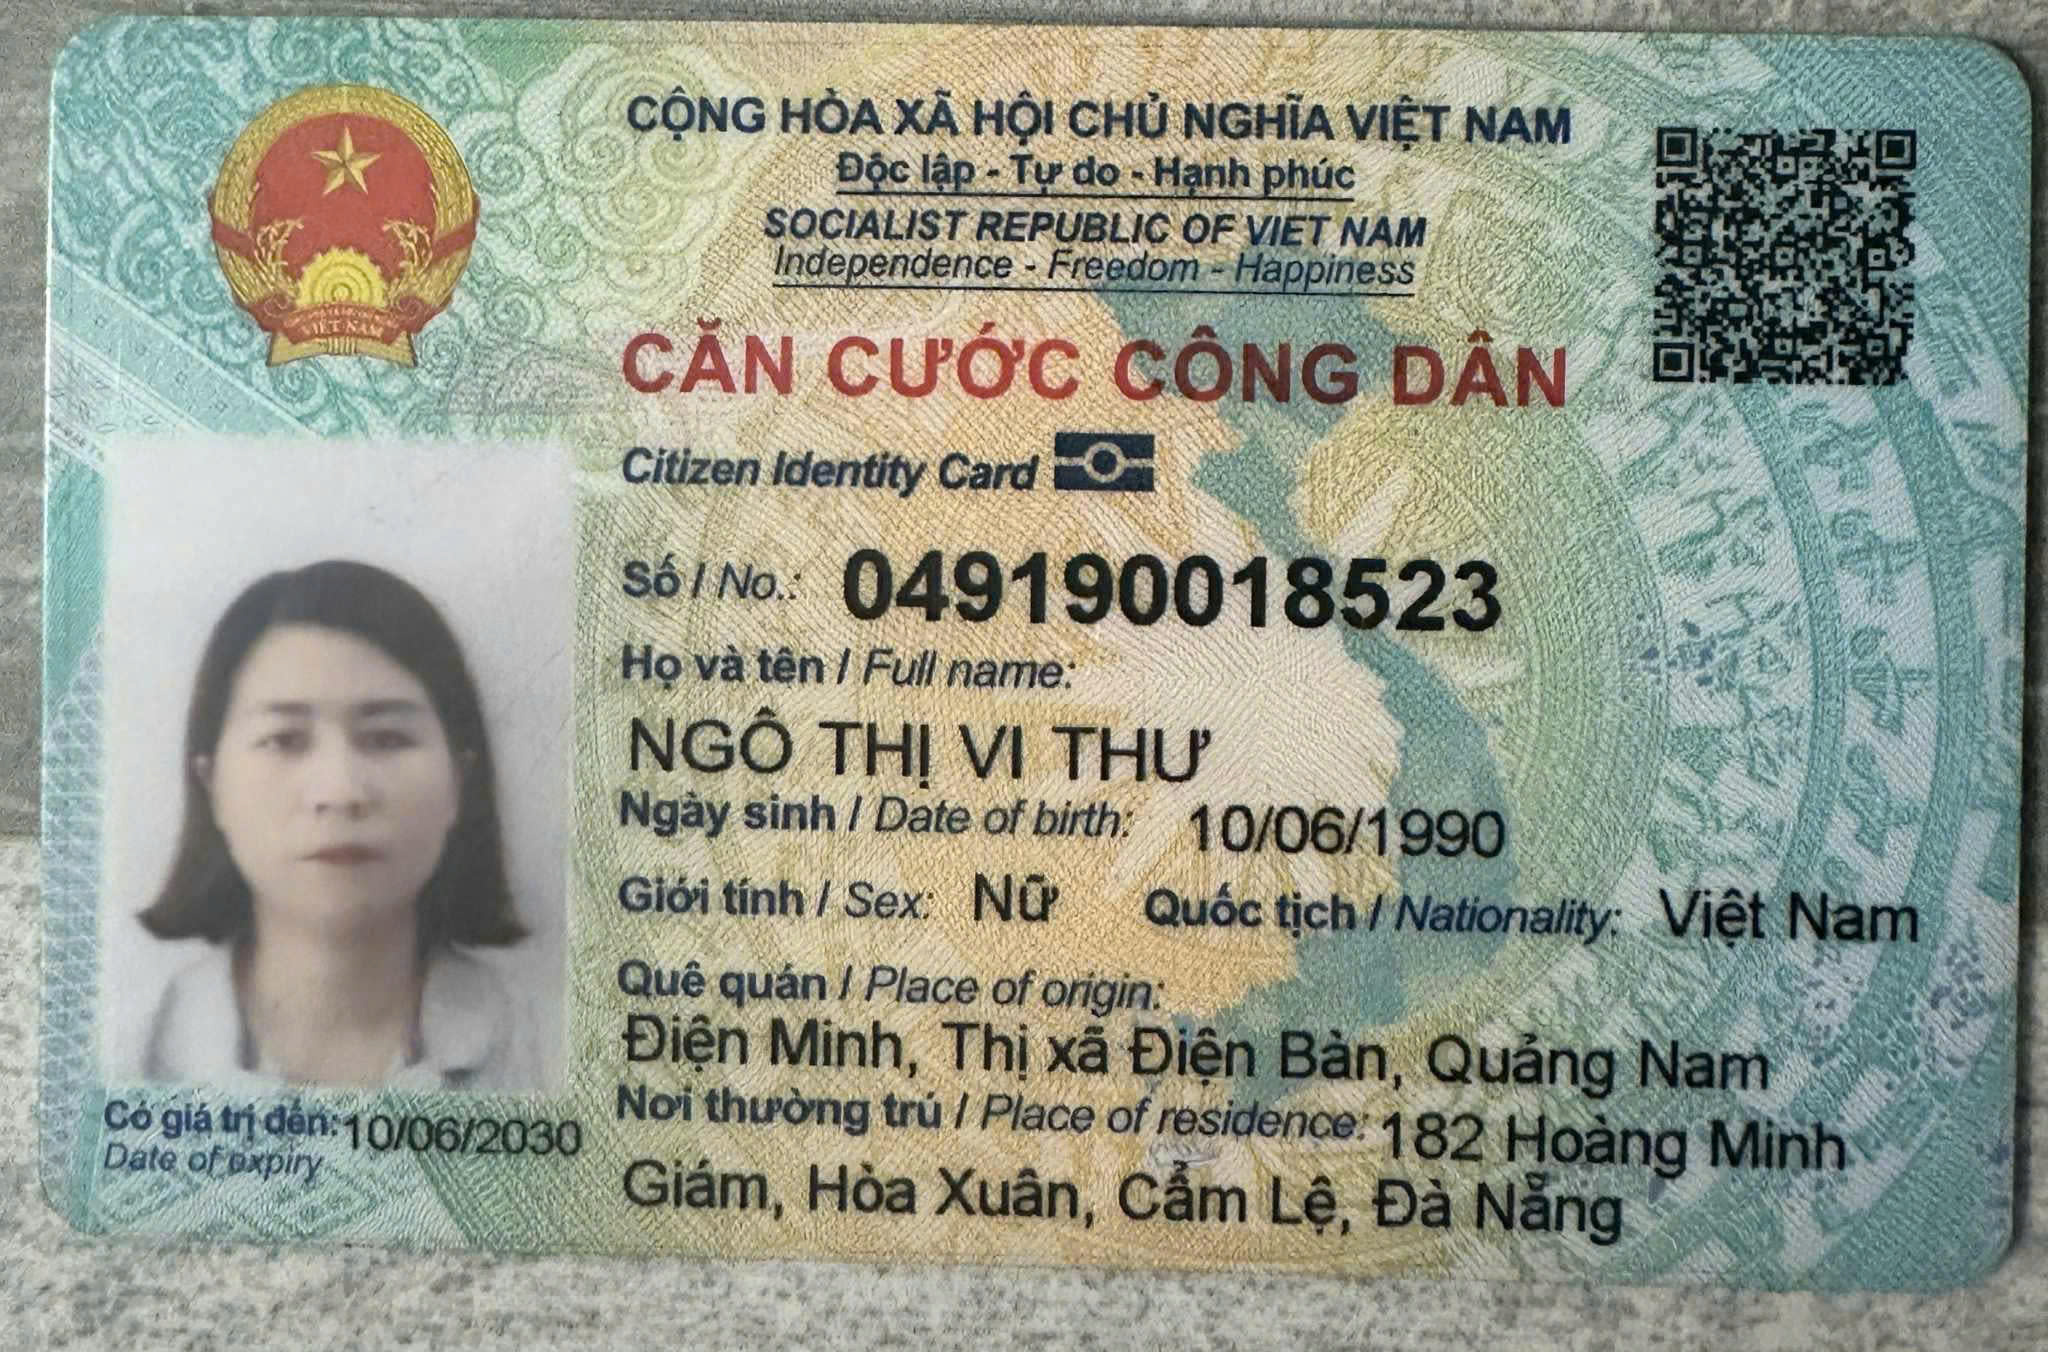 CỘNG HÒA XÃ HỘI CHỦ NGHĨA VIỆT NAM
Độc lập - Tự do - Hạnh phúc
SOCIALIST REPUBLIC OF VIET NAM
Independence - Freedom - Happiness
VIỆT NAM
CĂN CƯỚC CÔNG DÂN
Citizen Identity Card
Số / No.: 049190018523
Họ và tên / Full name:
NGÔ THỊ VI THƯ
Ngày sinh / Date of birth: 10/06/1990
Giới tính / Sex: Nữ Quốc tịch / Nationality: Việt Nam
Quê quán / Place of origin:
Điện Minh, Thị xã Điện Bàn, Quảng Nam
Nơi thường trú / Place of residence: 182 Hoàng Minh
Giám, Hòa Xuân, Cẩm Lệ, Đà Nẵng
Có giá trị đến: 10/06/2030
Date of expiry